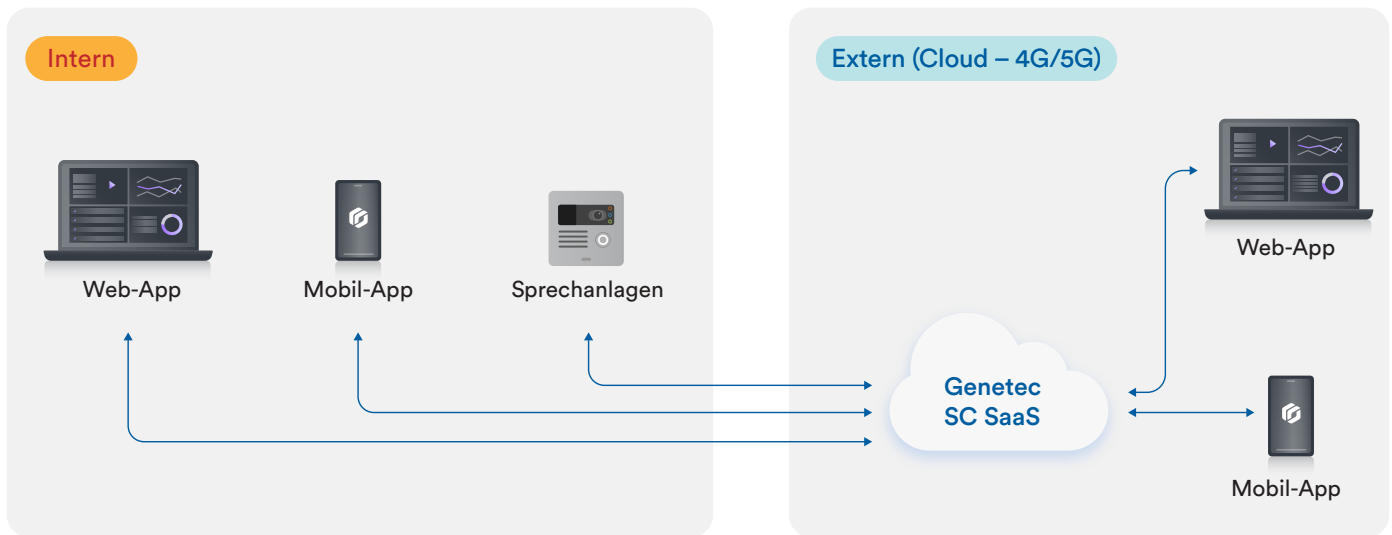 Intern
Extern (Cloud – 4G/5G)
Web-App
Mobil-App
Sprechanlagen
Web-App
Genetec
SC SaaS
Mobil-App